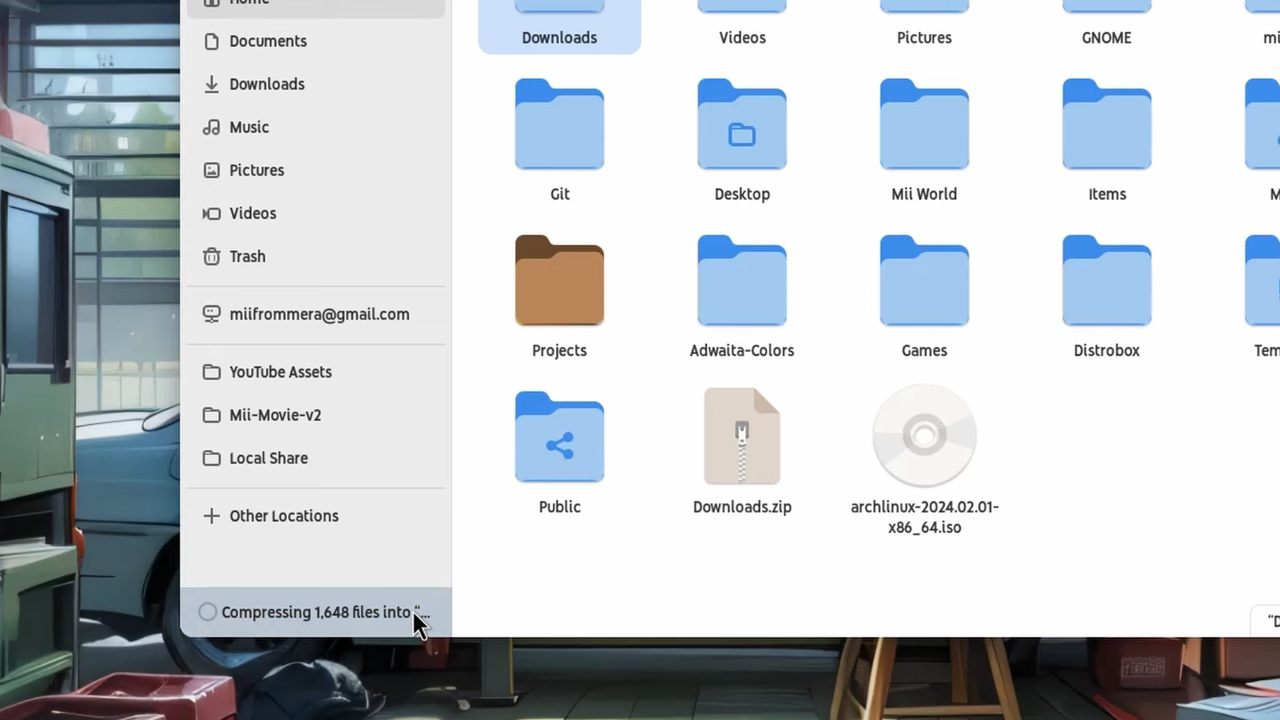 Home
Documents
Downloads
Music
Pictures
Videos
Trash
miifrommera@gmail.com
YouTube Assets
Mii-Movie-v2
Local Share
Other Locations
Compressing 1,648 files into "...
Downloads
Videos
Pictures
GNOME
mi
Git
Desktop
Mii World
Items
M
Projects
Adwaita-Colors
Games
Distrobox
Tem
Public
Downloads.zip
archlinux-2024.02.01-
x86_64.iso
"D